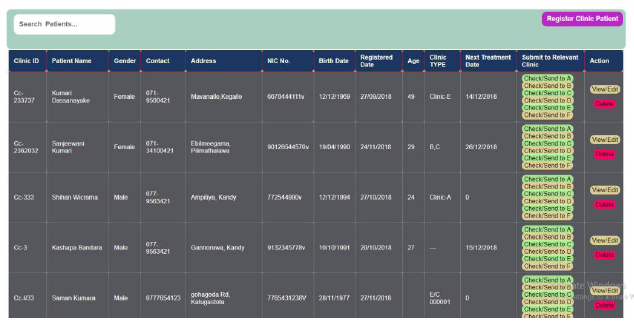 Search Patients...
Register Clinic Patient
Clinic ID Patient Name Gender Contact Address NIC No. Birth Date Registered Date Age Clinic TYPE Next Treatment Date Submit to Relevant Clinic Action
Cc-233737 Kumari Dassanayake Female 071-9500421 Mavanalle,Kegalle 6678444111v 12/12/1969 27/09/2018 49 Clinic-E 14/12/2018
Check/Send to A
Check/Send to B
Check/Send to C
Check/Send to D
Check/Send to E
Check/Send to F
View/Edit
Delete
Cc-2362032 Sanjeewani Kumari Female 071-34100421 Pilimathalawa 90126544570v 19/04/1990 24/11/2018 29 B,C 26/12/2018
Check/Send to A
Check/Send to B
Check/Send to C
Check/Send to D
Check/Send to E
Check/Send to F
View/Edit
Delete
Cc-333 Shihan Wicrama Male 077-9563421 Ampitiya, Kandy 772544990v 12/12/1994 27/10/2018 24 Clinic-A 0
Check/Send to A
Check/Send to B
Check/Send to C
Check/Send to D
Check/Send to E
Check/Send to F
View/Edit
Delete
Cc-3 Kashapa Bandara Male 077-9563421 Gannoruwa, Kandy 9132345778v 10/10/1991 20/10/2018 27 --- 15/12/2018
Check/Send to A
Check/Send to B
Check/Send to C
Check/Send to D
Check/Send to E
Check/Send to F
View/Edit
Delete
Saman Kumara Male 0777654123 gohagoda Rd, Katugastota 7765431238V 28/11/1977 27/11/2018 E/C 000001 0
Check/Send to A
Check/Send to B
Check/Send to C
Check/Send to D
Check/Send to E
Check/Send to F
View/Edit
Delete